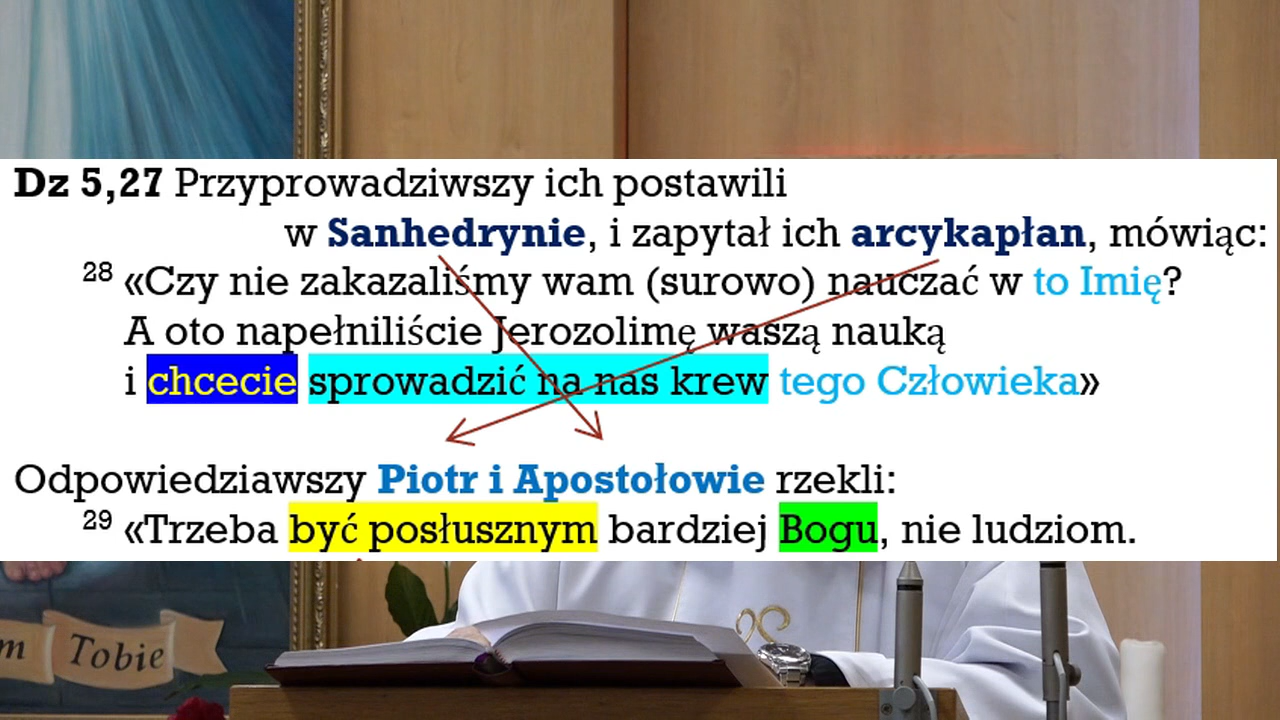 Dz 5,27 Przyprowadziwszy ich postawili
w Sanhedrynie, i zapytał ich arcykapłan, mówiąc:
28 «Czy nie zakazaliśmy wam (surowo) nauczać w to Imię?
A oto napełniliście Jerozolimę waszą nauką
i chcecie sprowadzić na nas krew tego Człowieka»
Odpowiedziawszy Piotr i Apostołowie rzekli:
29 «Trzeba być posłusznym bardziej Bogu, nie ludziom.
m Tobie